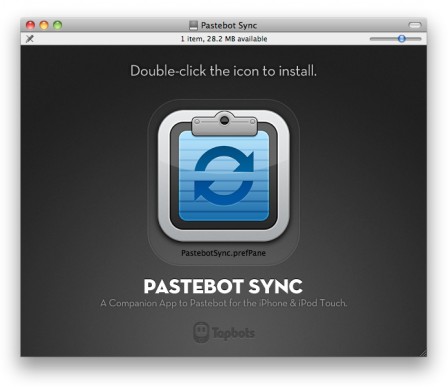 Pastebot Sync
1 item, 28.2 MB available
Double-click the icon to install.
PastebotSync.prefPane
PASTEBOT SYNC
A Companion App to Pastebot for the iPhone & iPod Touch.
Tapbots